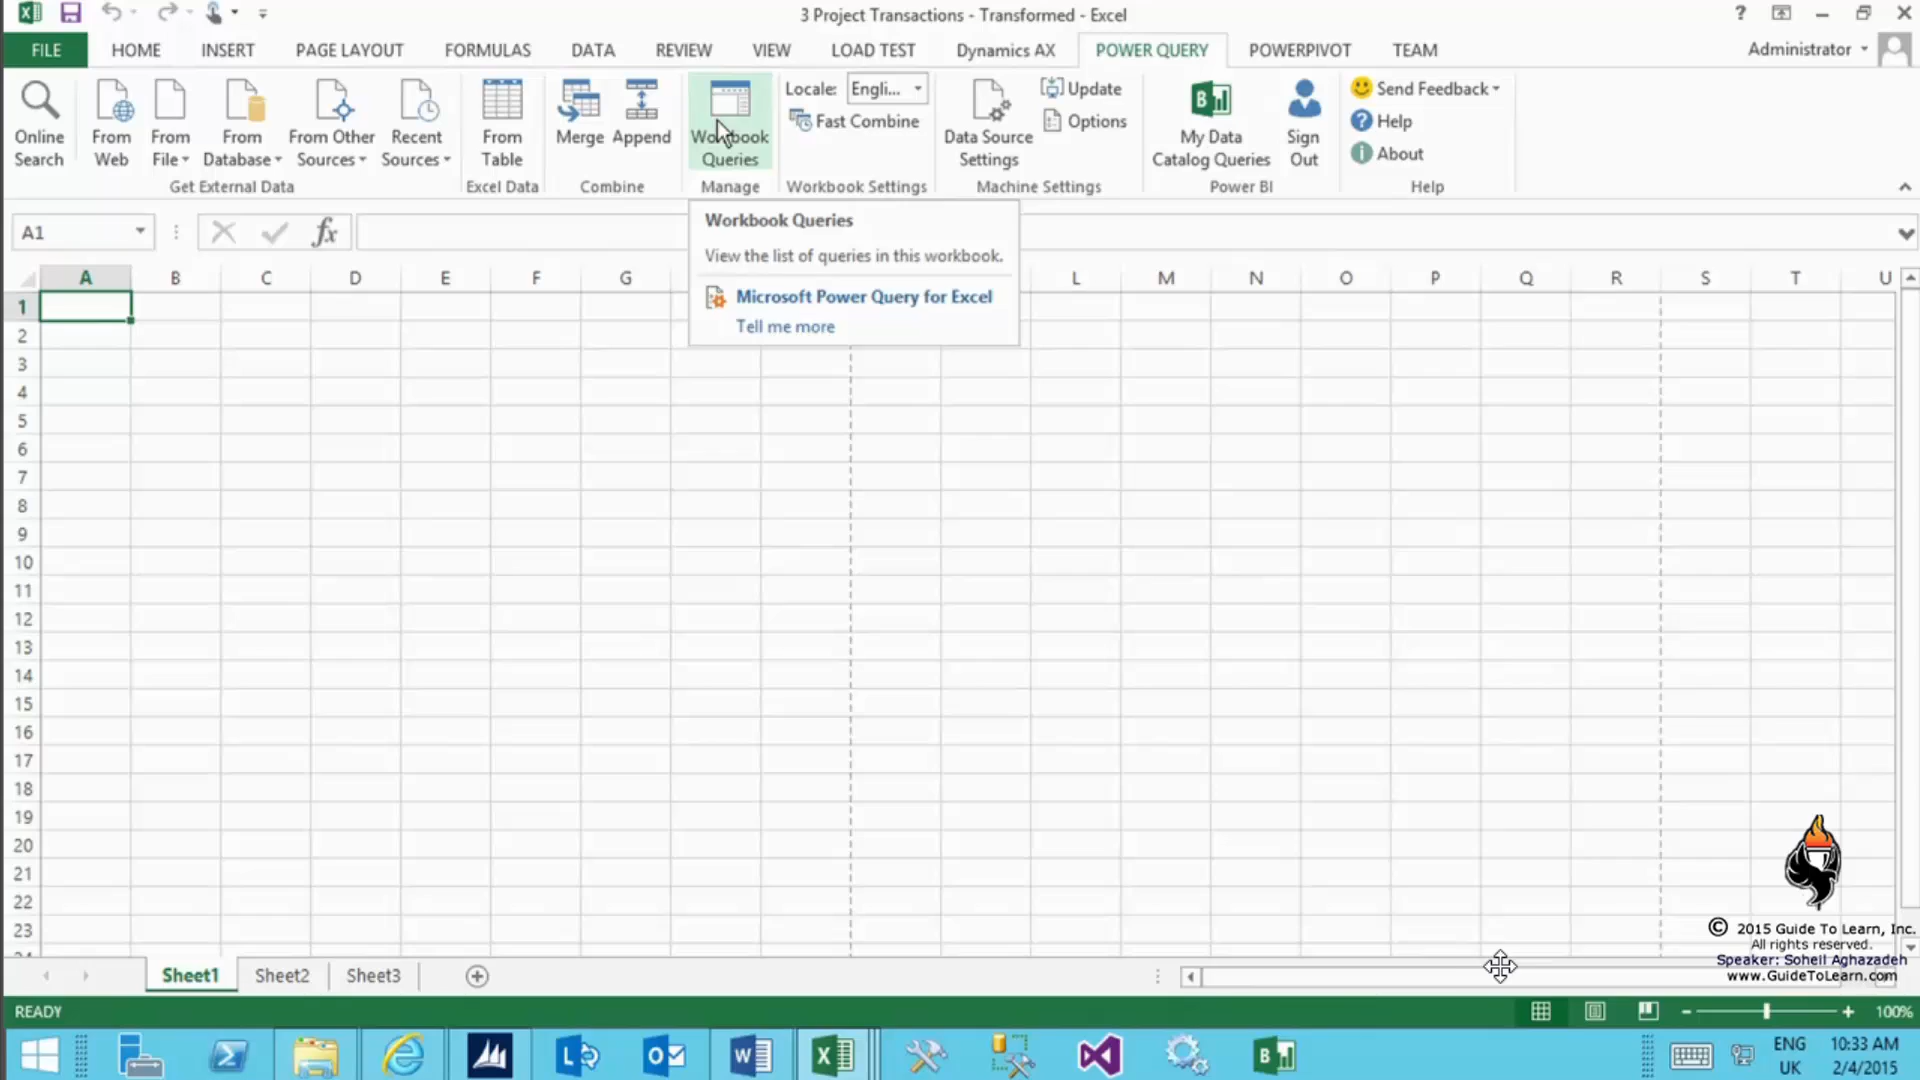 3 Project Transactions - Transformed - Excel
?
FILE HOME INSERT PAGE LAYOUT FORMULAS DATA REVIEW VIEW LOAD TEST Dynamics AX POWER QUERY POWERPIVOT TEAM Administrator
Online Search
From Web
From File
From Database
From Other Sources
Recent Sources
Get External Data
From Table
Excel Data
Merge
Append
Combine
Workbook Queries
Manage
Locale: Engli...
Fast Combine
Workbook Settings
Data Source Settings
Update
Options
Machine Settings
My Data Catalog Queries
Sign Out
Power BI
Send Feedback
Help
About
Help
A1
fx
Workbook Queries
View the list of queries in this workbook.
Microsoft Power Query for Excel
Tell me more
A B C D E F G L M N O P Q R S T U
1
2
3
4
5
6
7
8
9
10
11
12
13
14
15
16
17
18
19
20
21
22
23
24
© 2015 Guide To Learn, Inc.
All rights reserved.
Speaker: Soheil Aghazadeh
www.GuideToLearn.com
Sheet1 Sheet2 Sheet3
READY
100%
ENG
UK
10:33 AM
2/4/2015